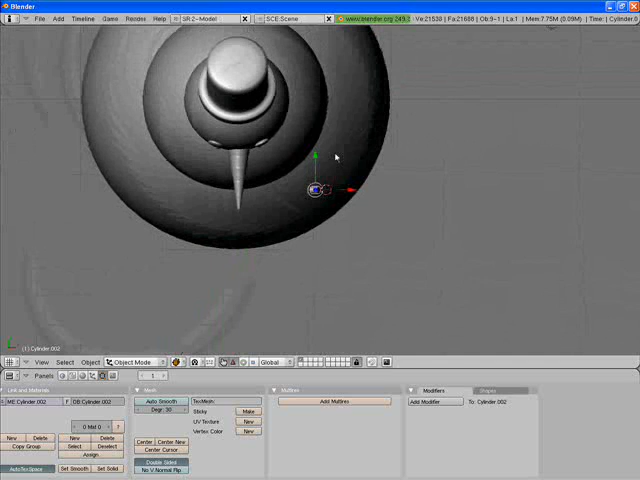 Blender
File Add Timeline Game Render Help SR:2-Model SCE:Scene www.blender.org 249.2 Ve:21538 | Fa:21688 | Ob:9-1 | La:1 | Mem:7.75M (0.09M) | Time: | Cylinder.0
(1) Cylinder.002
View Select Object Object Mode Global
Panels 1
Link and Materials Mesh Multires Modifiers Shapes
ME:Cylinder.002 F OB:Cylinder.002 Auto Smooth TexMesh: Add Multires Add Modifier To: Cylinder.002
Degr: 30 Sticky Make
0 Mat 0 ? UV Texture New
New Delete New Delete Vertex Color New
Copy Group Select Deselect Center Center New
Assign Center Cursor
AutoTexSpace Set Smooth Set Solid Double Sided
No V.Normal Flip